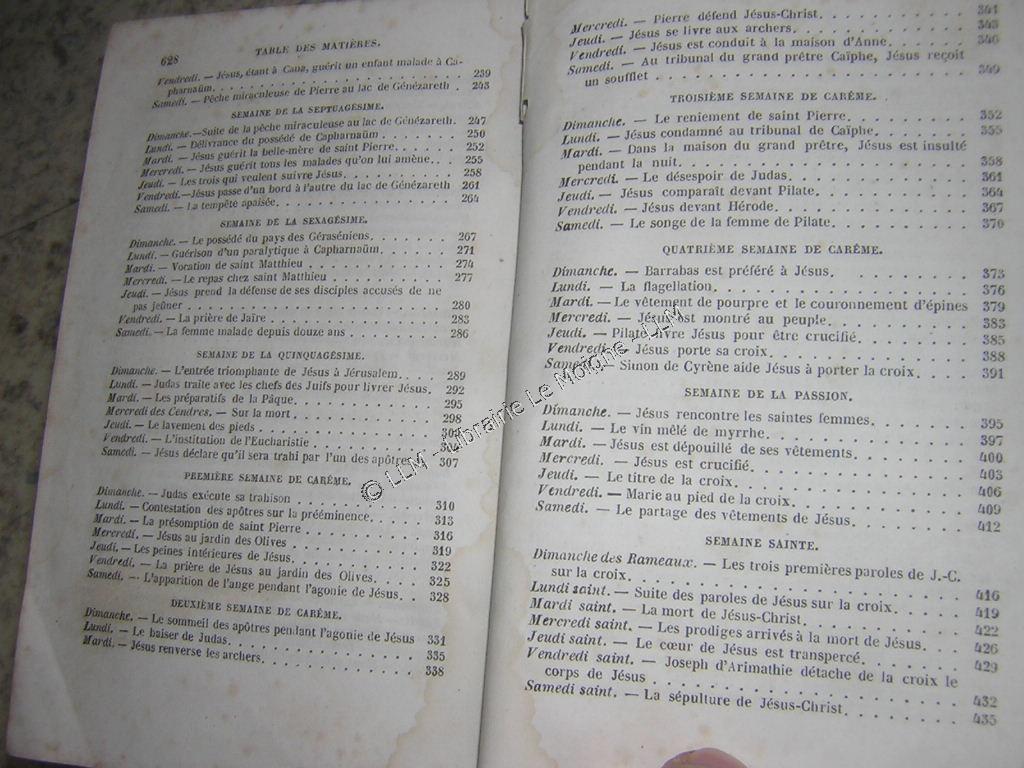 628
TABLE DES MATIÈRES.
Vendredi. — Jésus, étant à Cana, guérit un enfant malade à Ca-
pharnaüm. 239
Samedi. — Pêche miraculeuse de Pierre au lac de Génézareth. 243
SEMAINE DE LA SEPTUAGÉSIME.
Dimanche. — Suite de la pêche miraculeuse au lac de Génézareth. 247
Lundi. — Délivrance du possédé de Capharnaüm 250
Mardi. — Jésus guérit la belle-mère de saint Pierre. 252
Mercredi. — Jésus guérit tous les malades qu'on lui amène. 255
Jeudi. — Les trois qui veulent suivre Jésus. 258
Vendredi. — Jésus passe d'un bord à l'autre du lac de Génézareth 261
Samedi. — La tempête apaisée. 264
SEMAINE DE LA SEXAGÉSIME.
Dimanche. — Le possédé du pays des Géraséniens. 267
Lundi. — Guérison d'un paralytique à Capharnaüm. 271
Mardi. — Vocation de saint Matthieu 274
Mercredi. — Le repas chez saint Matthieu 277
Jeudi. — Jésus prend la défense de ses disciples accusés de ne
pas jeûner 280
Vendredi. — La prière de Jaïre 283
Samedi. — La femme malade depuis douze ans 286
SEMAINE DE LA QUINQUAGÉSIME.
Dimanche. — L'entrée triomphante de Jésus à Jérusalem. 289
Lundi. — Judas traite avec les chefs des Juifs pour livrer Jésus. 292
Mardi. — Les préparatifs de la Pâque. 295
Mercredi des Cendres. — Sur la mort 298
Jeudi. — Le lavement des pieds
Vendredi. — L'institution de l'Eucharistie
Samedi. — Jésus déclare qu'il sera trahi par l'un des apôtres. 307
PREMIÈRE SEMAINE DE CARÊME.
Dimanche. — Judas exécute sa trahison 310
Lundi. — Contestation des apôtres sur la prééminence. 313
Mardi. — La présomption de saint Pierre 316
Mercredi. — Jésus au jardin des Olives 319
Jeudi. — Les peines intérieures de Jésus. 322
Vendredi. — La prière de Jésus au jardin des Olives. 325
Samedi. — L'apparition de l'ange pendant l'agonie de Jésus. 328
DEUXIÈME SEMAINE DE CARÊME.
Dimanche. — Le sommeil des apôtres pendant l'agonie de Jésus 331
Lundi. — Le baiser de Judas. 335
Mardi. — Jésus renverse les archers. 338
Mercredi. — Pierre défend Jésus-Christ. 341
Jeudi. — Jésus se livre aux archers. 343
Vendredi. — Jésus est conduit à la maison d'Anne. 346
Samedi. — Au tribunal du grand prêtre Caïphe, Jésus reçoit
un soufflet 349
TROISIÈME SEMAINE DE CARÊME.
Dimanche. — Le reniement de saint Pierre. 352
Lundi. — Jésus condamné au tribunal de Caïphe. 355
Mardi. — Dans la maison du grand prêtre, Jésus est insulté
pendant la nuit. 358
Mercredi. — Le désespoir de Judas. 361
Jeudi. — Jésus comparaît devant Pilate. 364
Vendredi. — Jésus devant Hérode. 367
Samedi. — Le songe de la femme de Pilate. 370
QUATRIÈME SEMAINE DE CARÊME.
Dimanche. — Barrabas est préféré à Jésus. 373
Lundi. — La flagellation. 376
Mardi. — Le vêtement de pourpre et le couronnement d'épines 379
Mercredi. — Jésus est montré au peuple. 383
Jeudi. — Pilate livre Jésus pour être crucifié. 385
Vendredi — Jésus porte sa croix. 388
Samedi. — Simon de Cyrène aide Jésus à porter la croix. 391
SEMAINE DE LA PASSION.
Dimanche. — Jésus rencontre les saintes femmes. 395
Lundi. — Le vin mêlé de myrrhe. 397
Mardi. — Jésus est dépouillé de ses vêtements. 400
Mercredi. — Jésus est crucifié. 403
Jeudi. — Le titre de la croix. 406
Vendredi. — Marie au pied de la croix. 409
Samedi. — Le partage des vêtements de Jésus. 412
SEMAINE SAINTE.
Dimanche des Rameaux. — Les trois premières paroles de J.-C.
sur la croix. 416
Lundi saint. — Suite des paroles de Jésus sur la croix. 419
Mardi saint. — La mort de Jésus-Christ. 422
Mercredi saint. — Les prodiges arrivés à la mort de Jésus. 426
Jeudi saint. — Le cœur de Jésus est transpercé. 429
Vendredi saint. — Joseph d'Arimathie détache de la croix le
corps de Jésus 432
Samedi saint. — La sépulture de Jésus-Christ. 435
© LLM - Librairie Le Moigne - LLM